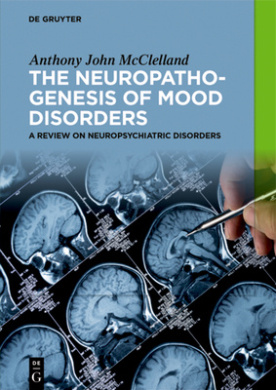 DE GRUYTER
Anthony John McClelland
THE NEUROPATHO-
GENESIS OF MOOD
DISORDERS
A REVIEW ON NEUROPSYCHIATRIC DISORDERS
DE
G